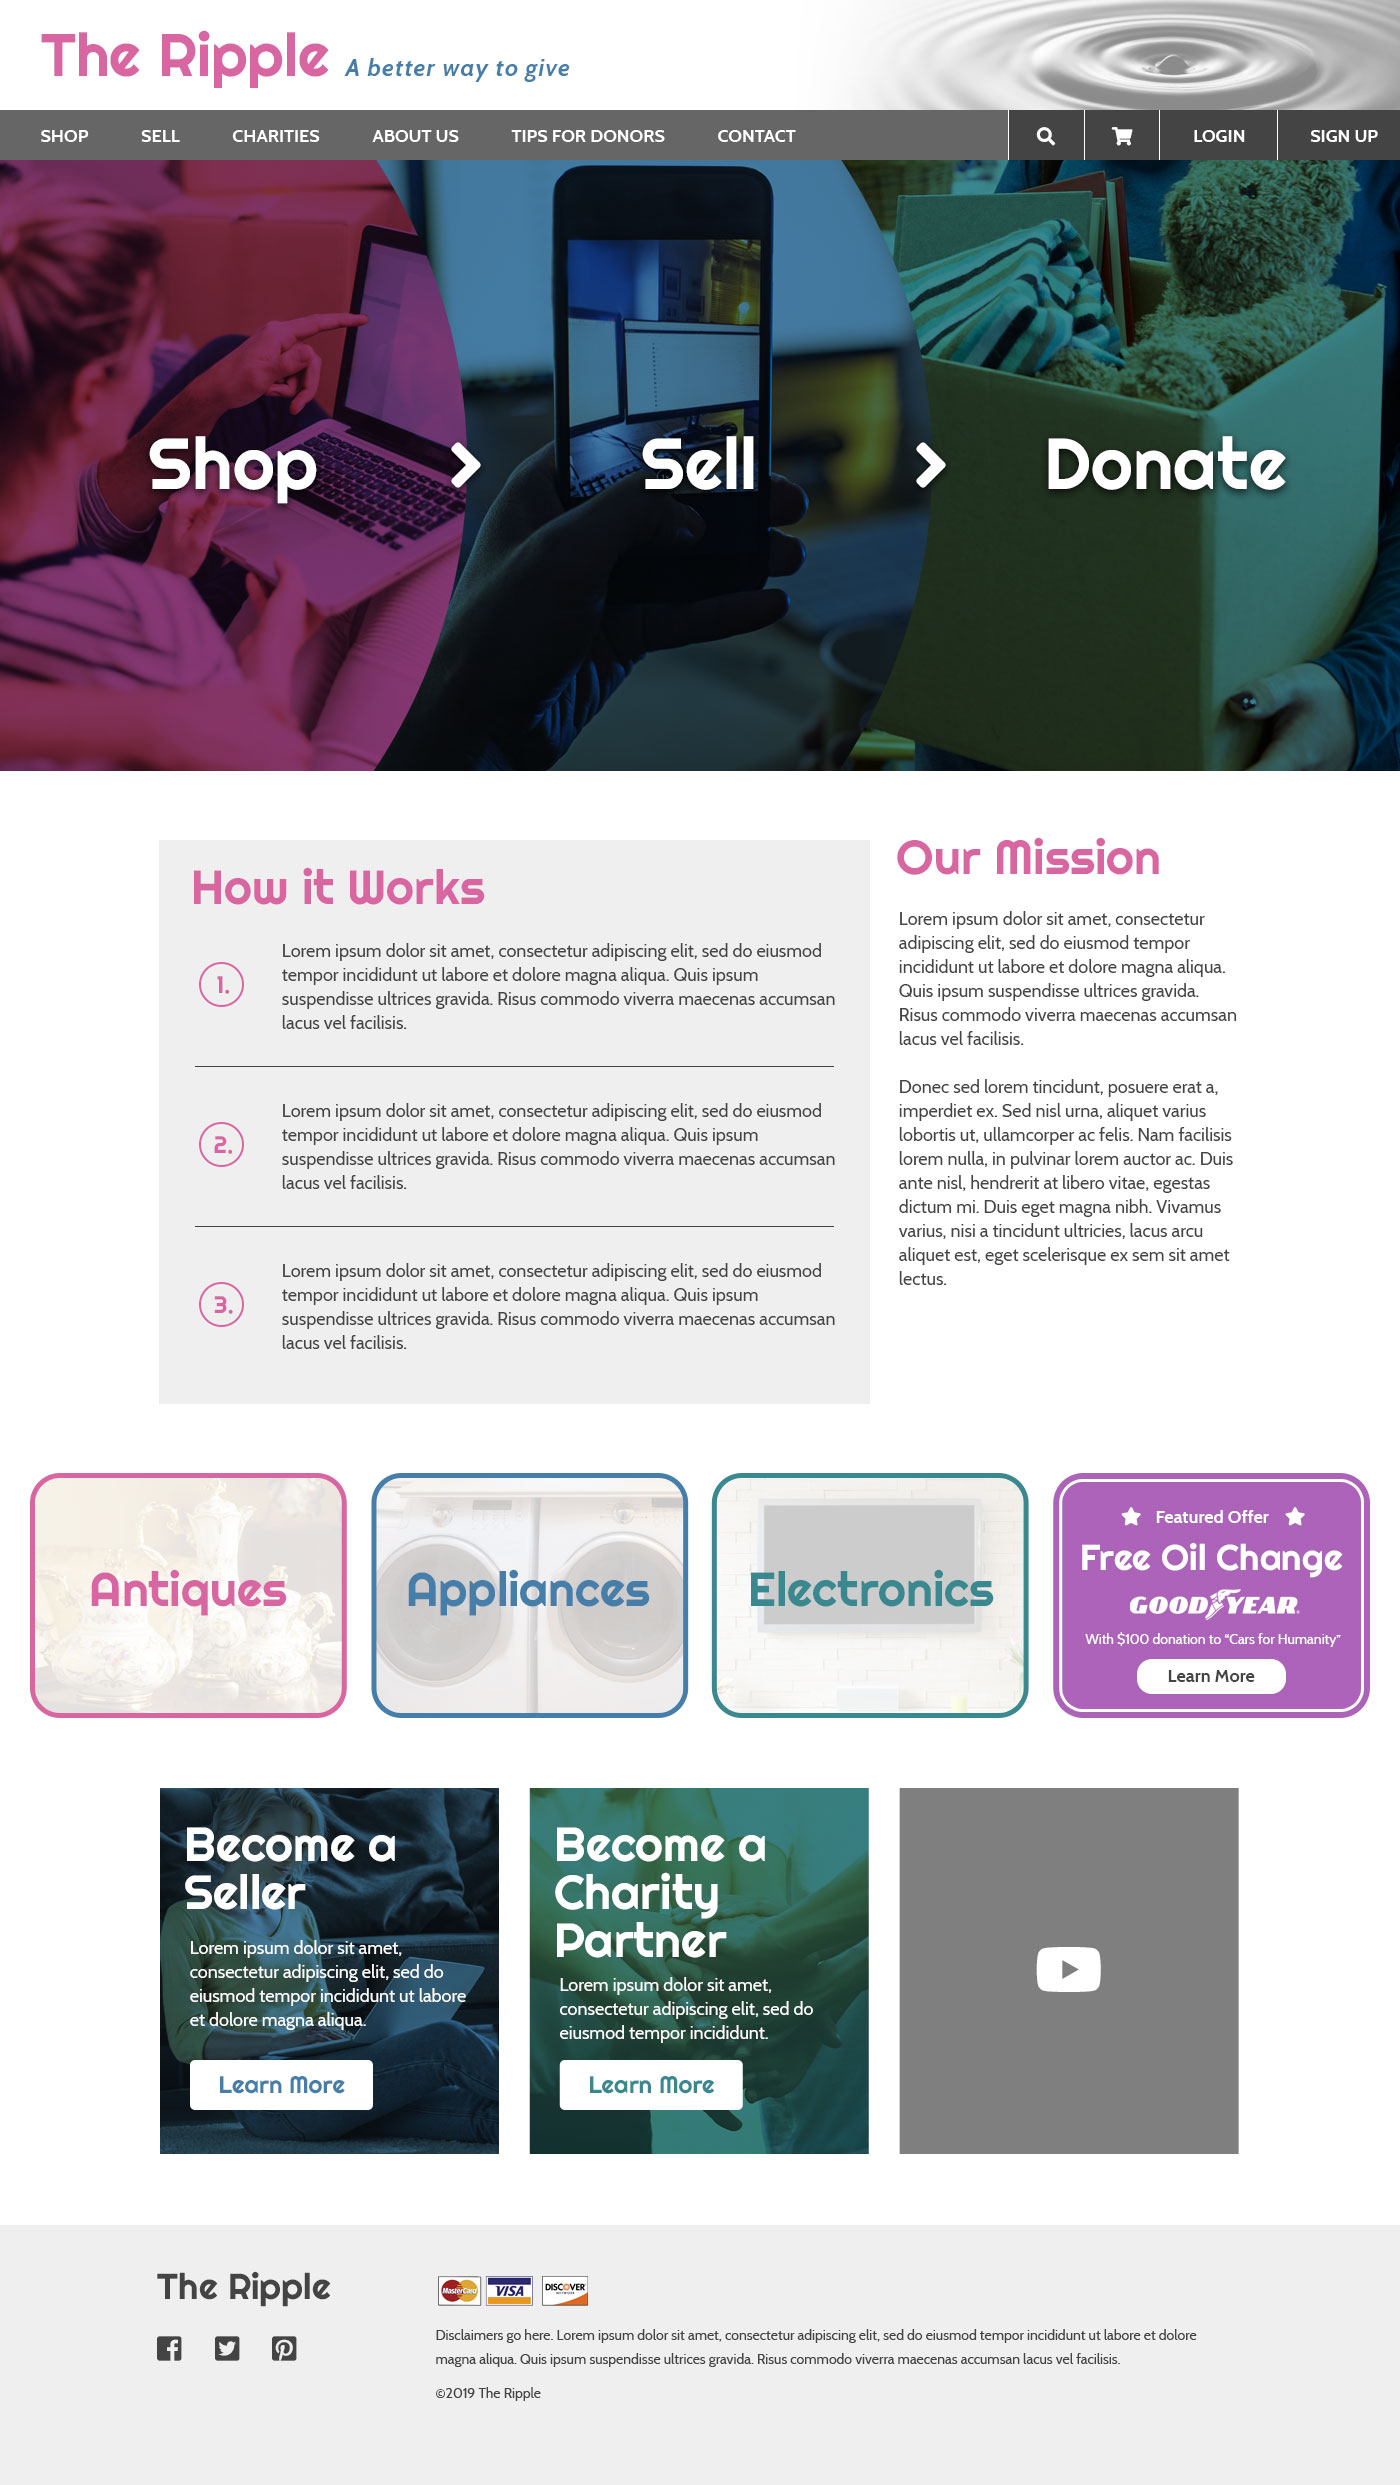 The Ripple A better way to give
SHOP SELL CHARITIES ABOUT US TIPS FOR DONORS CONTACT LOGIN SIGN UP
Shop Sell Donate
How it Works
1.
Lorem ipsum dolor sit amet, consectetur adipiscing elit, sed do eiusmod
tempor incididunt ut labore et dolore magna aliqua. Quis ipsum
suspendisse ultrices gravida. Risus commodo viverra maecenas accumsan
lacus vel facilisis.
2.
Lorem ipsum dolor sit amet, consectetur adipiscing elit, sed do eiusmod
tempor incididunt ut labore et dolore magna aliqua. Quis ipsum
suspendisse ultrices gravida. Risus commodo viverra maecenas accumsan
lacus vel facilisis.
3.
Lorem ipsum dolor sit amet, consectetur adipiscing elit, sed do eiusmod
tempor incididunt ut labore et dolore magna aliqua. Quis ipsum
suspendisse ultrices gravida. Risus commodo viverra maecenas accumsan
lacus vel facilisis.
Our Mission
Lorem ipsum dolor sit amet, consectetur
adipiscing elit, sed do eiusmod tempor
incididunt ut labore et dolore magna aliqua.
Quis ipsum suspendisse ultrices gravida.
Risus commodo viverra maecenas accumsan
lacus vel facilisis.
Donec sed lorem tincidunt, posuere erat a,
imperdiet ex. Sed nisl urna, aliquet varius
lobortis ut, ullamcorper ac felis. Nam facilisis
lorem nulla, in pulvinar lorem auctor ac. Duis
ante nisl, hendrerit at libero vitae, egestas
dictum mi. Duis eget magna nibh. Vivamus
varius, nisi a tincidunt ultricies, lacus arcu
aliquet est, eget scelerisque ex sem sit amet
lectus.
Antiques
Appliances
Electronics
Featured Offer
Free Oil Change
GOODYEAR
With $100 donation to “Cars for Humanity”
Learn More
Become a
Seller
Lorem ipsum dolor sit amet,
consectetur adipiscing elit, sed do
eiusmod tempor incididunt ut labore
et dolore magna aliqua.
Learn More
Become a
Charity
Partner
Lorem ipsum dolor sit amet,
consectetur adipiscing elit, sed do
eiusmod tempor incididunt.
Learn More
The Ripple
MasterCard VISA DISCOVER
NETWORK
Disclaimers go here. Lorem ipsum dolor sit amet, consectetur adipiscing elit, sed do eiusmod tempor incididunt ut labore et dolore
magna aliqua. Quis ipsum suspendisse ultrices gravida. Risus commodo viverra maecenas accumsan lacus vel facilisis.
©2019 The Ripple